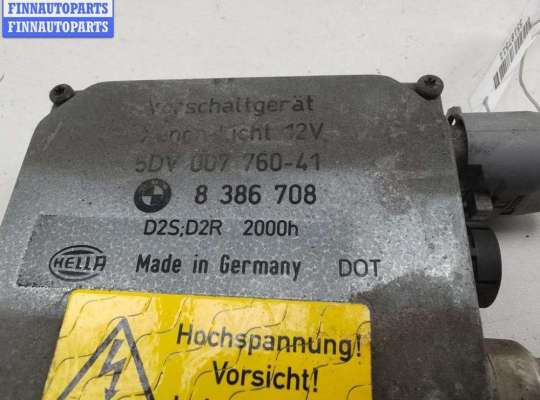 FINNAUTOPARTS
FINNAUTOPARTS
Vorschaltgerät
Xenon-Licht 12V
5DV 007 760-41
8 386 708
D2S,D2R 2000h
HELLA Made in Germany DOT
Hochspannung!
Vorsicht!